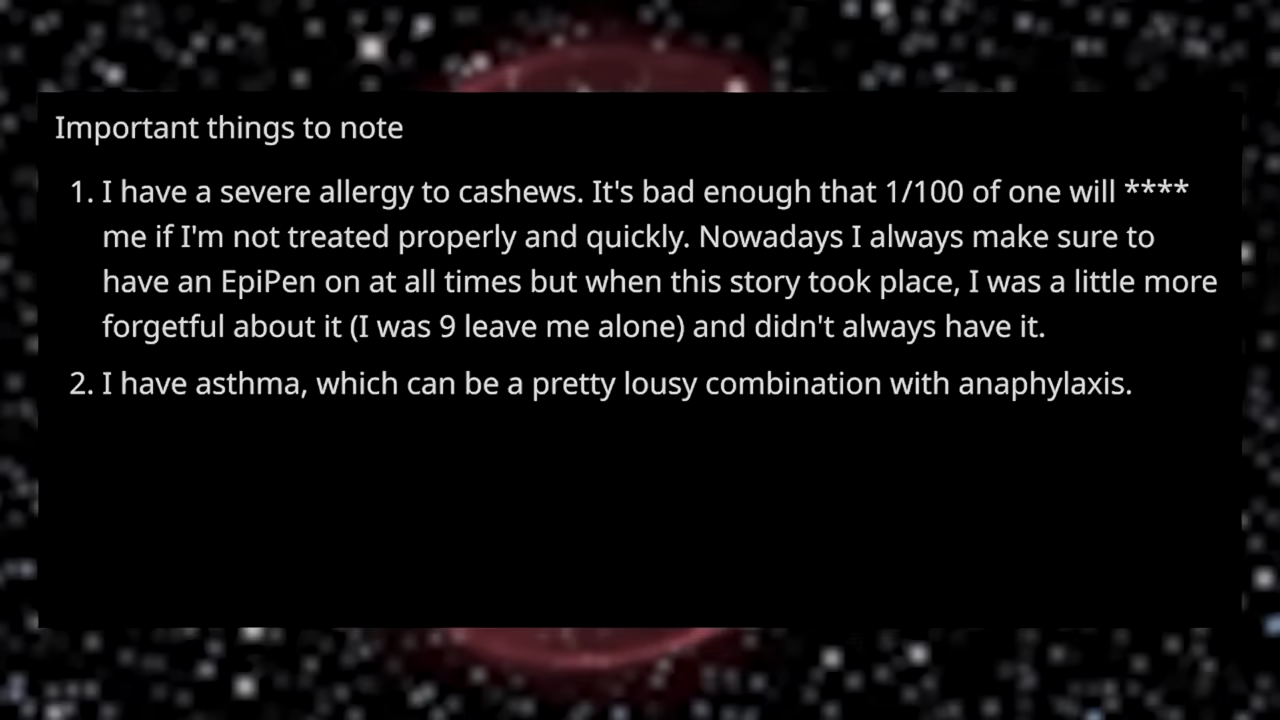 Important things to note
1. I have a severe allergy to cashews. It's bad enough that 1/100 of one will ****
me if I'm not treated properly and quickly. Nowadays I always make sure to
have an EpiPen on at all times but when this story took place, I was a little more
forgetful about it (I was 9 leave me alone) and didn't always have it.
2. I have asthma, which can be a pretty lousy combination with anaphylaxis.